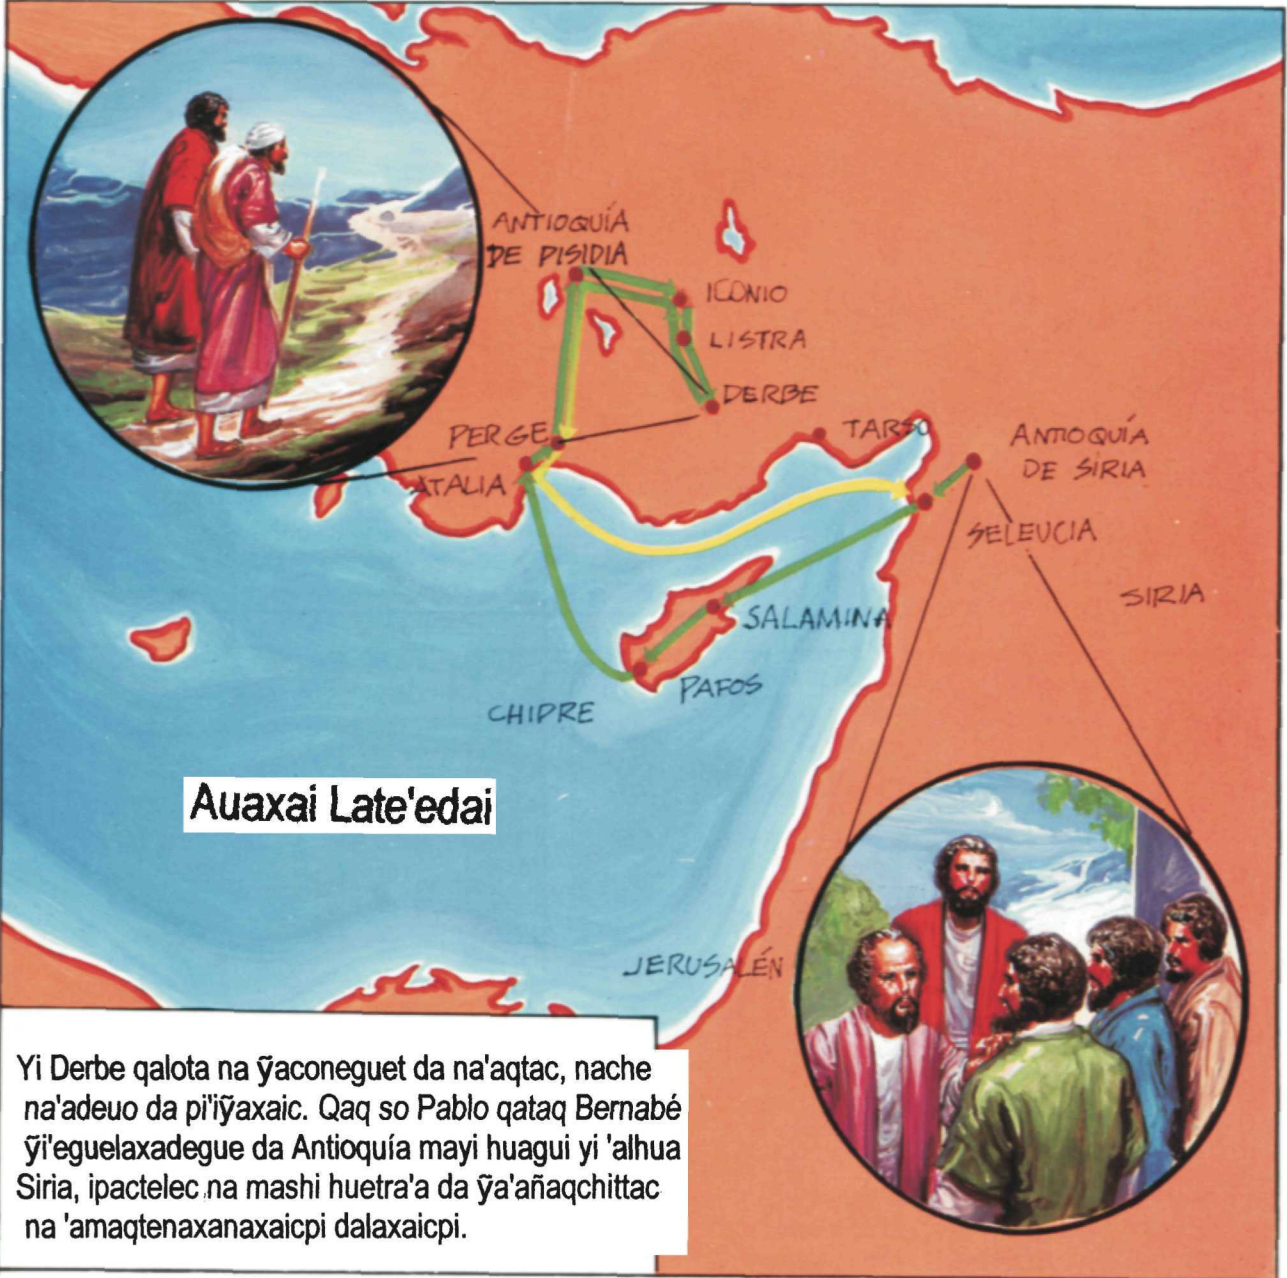 ANTIOQUÍA
DE PISIDIA
ICONIO
LISTRA
DERBE
PERGE
TARSO
ANTIOQUÍA
DE SIRIA
ATALIA
SELEUCIA
SIRIA
SALAMINA
PAFOS
CHIPRE
Auaxai Late'edai
JERUSALÉN
Yi Derbe qalota na ỹaconeguet da na'aqtac, nache
na'adeuo da pi'iỹaxaic. Qaq so Pablo qataq Bernabé
ỹi'eguelaxadegue da Antioquía mayi huagui yi 'alhua
Siria, ipactelec na mashi huetra'a da ỹa'añaqchittac
na 'amaqtenaxanaxaicpi dalaxaicpi.